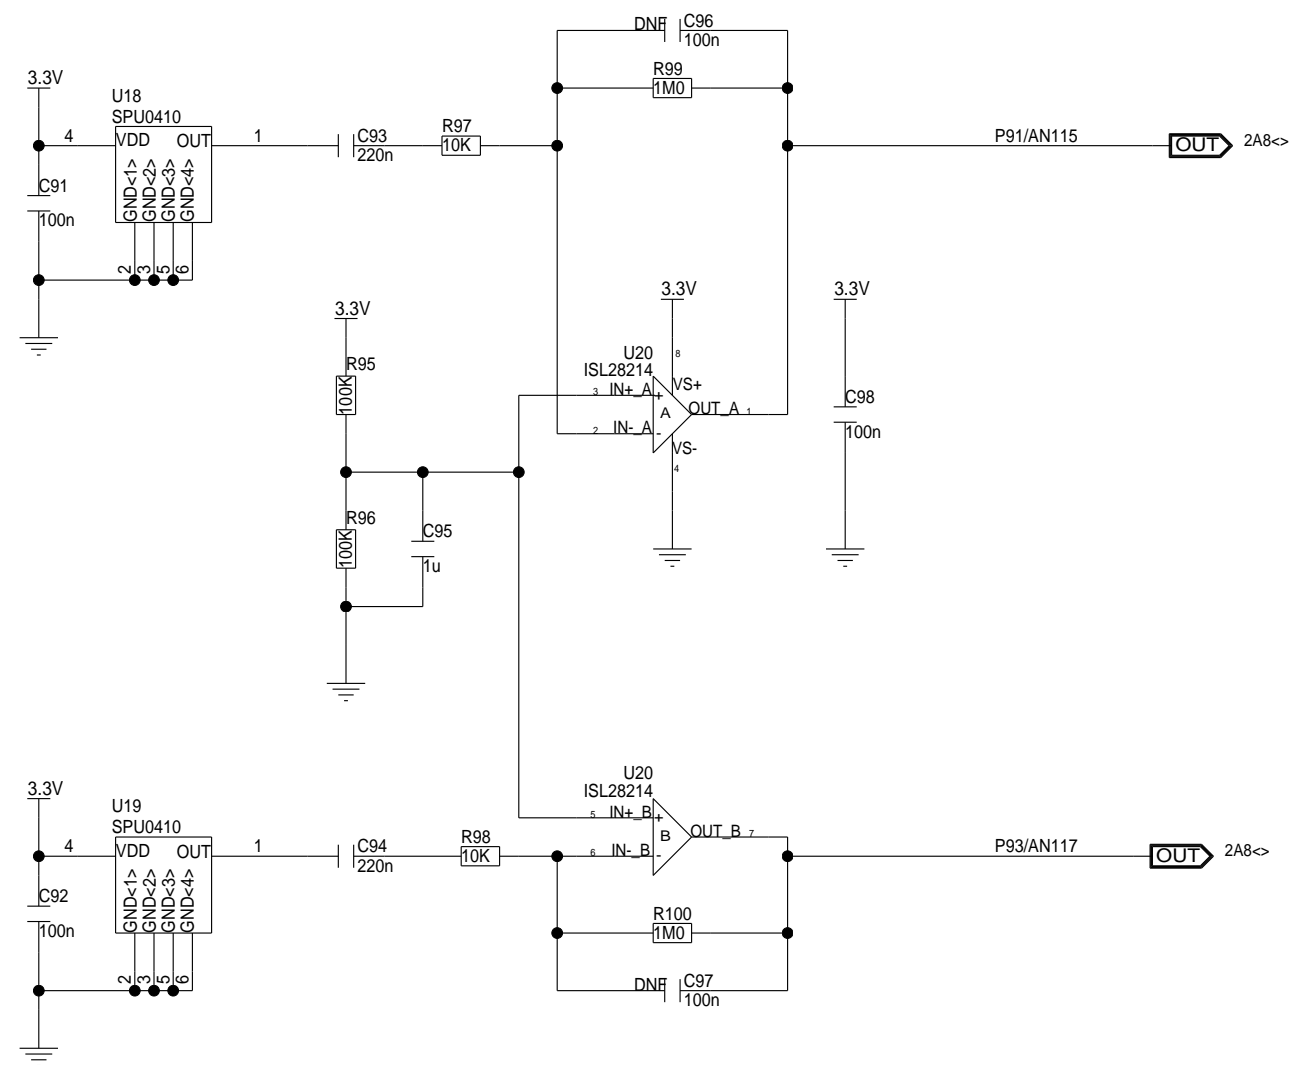 DNF
C96
100n
R99
1M0
3.3V
U18
SPU0410
4
VDD
OUT
1
GND<1>
GND<2>
GND<3>
GND<4>
2
3
5
6
C91
100n
C93
220n
R97
10K
P91/AN115
OUT
2A8<>
3.3V
R95
100K
R96
100K
C95
1u
3.3V
8
U20
ISL28214
VS+
3
IN+_A
+
A
OUT_A
1
2
IN-_A
-
VS-
4
3.3V
C98
100n
3.3V
U19
SPU0410
4
VDD
OUT
1
GND<1>
GND<2>
GND<3>
GND<4>
2
3
5
6
C92
100n
C94
220n
R98
10K
U20
ISL28214
5
IN+_B
+
B
OUT_B
7
6
IN-_B
-
P93/AN117
OUT
2A8<>
R100
1M0
DNF
C97
100n